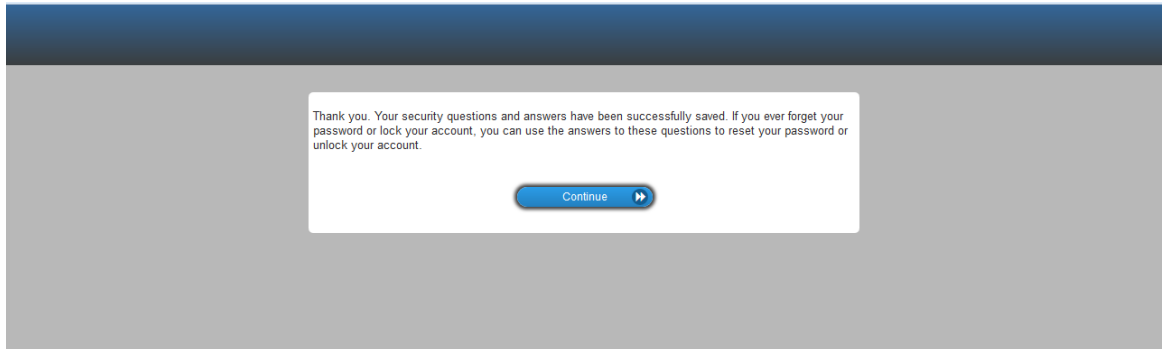 Thank you. Your security questions and answers have been successfully saved. If you ever forget your
password or lock your account, you can use the answers to these questions to reset your password or
unlock your account.
Continue